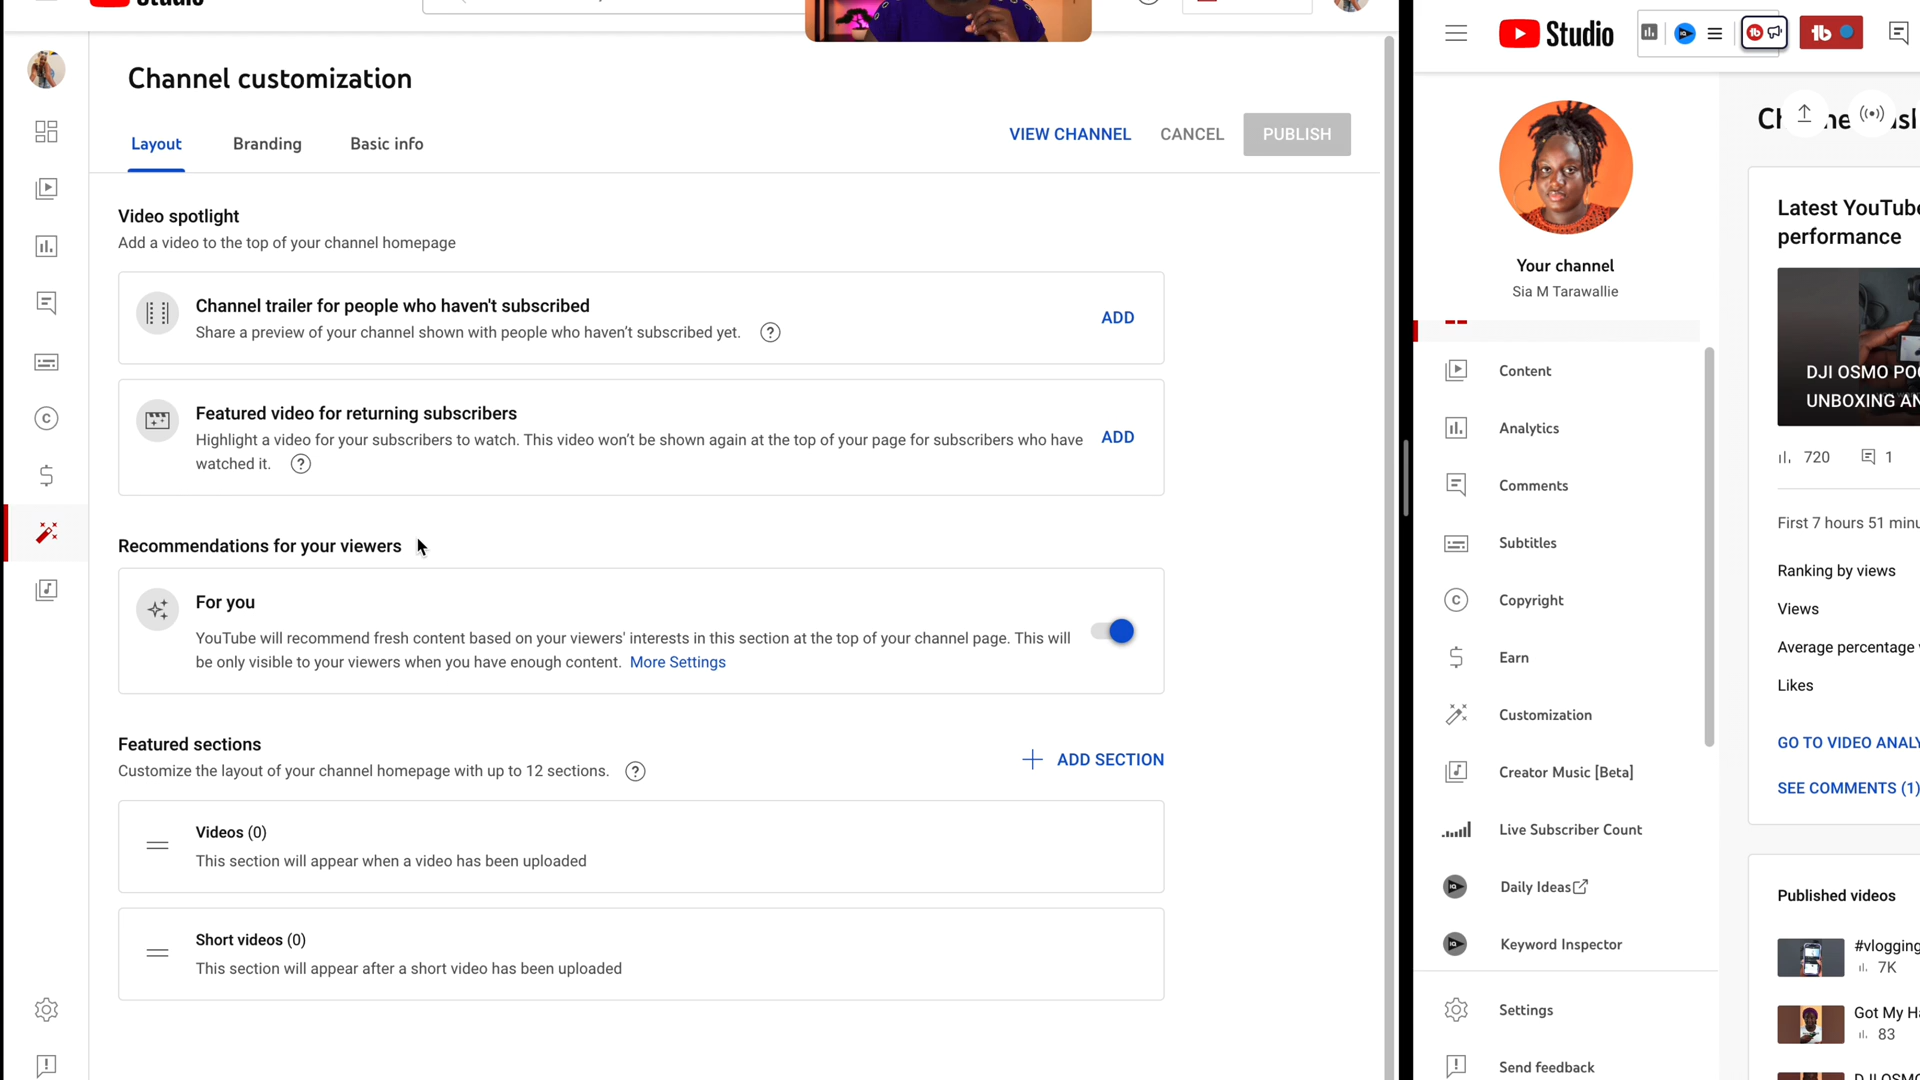 Studio
Channel customization
Layout
Branding
Basic info
VIEW CHANNEL
CANCEL
PUBLISH
Video spotlight
Add a video to the top of your channel homepage
Channel trailer for people who haven't subscribed
Share a preview of your channel shown with people who haven't subscribed yet.
ADD
Featured video for returning subscribers
Highlight a video for your subscribers to watch. This video won't be shown again at the top of your page for subscribers who have
watched it.
ADD
Recommendations for your viewers
For you
YouTube will recommend fresh content based on your viewers' interests in this section at the top of your channel page. This will
be only visible to your viewers when you have enough content. More Settings
Featured sections
Customize the layout of your channel homepage with up to 12 sections.
ADD SECTION
Videos (0)
This section will appear when a video has been uploaded
Short videos (0)
This section will appear after a short video has been uploaded
Studio
Your channel
Sia M Tarawallie
Content
Analytics
Comments
Subtitles
Copyright
Earn
Customization
Creator Music [Beta]
Live Subscriber Count
Daily Ideas
Keyword Inspector
Settings
Send feedback
Latest YouTube
performance
DJI OSMO PO
UNBOXING AN
720
1
First 7 hours 51 minu
Ranking by views
Views
Average percentage
Likes
GO TO VIDEO ANALY
SEE COMMENTS (1)
Published videos
#vlogging
7K
Got My Ha
83
DJI OSMO